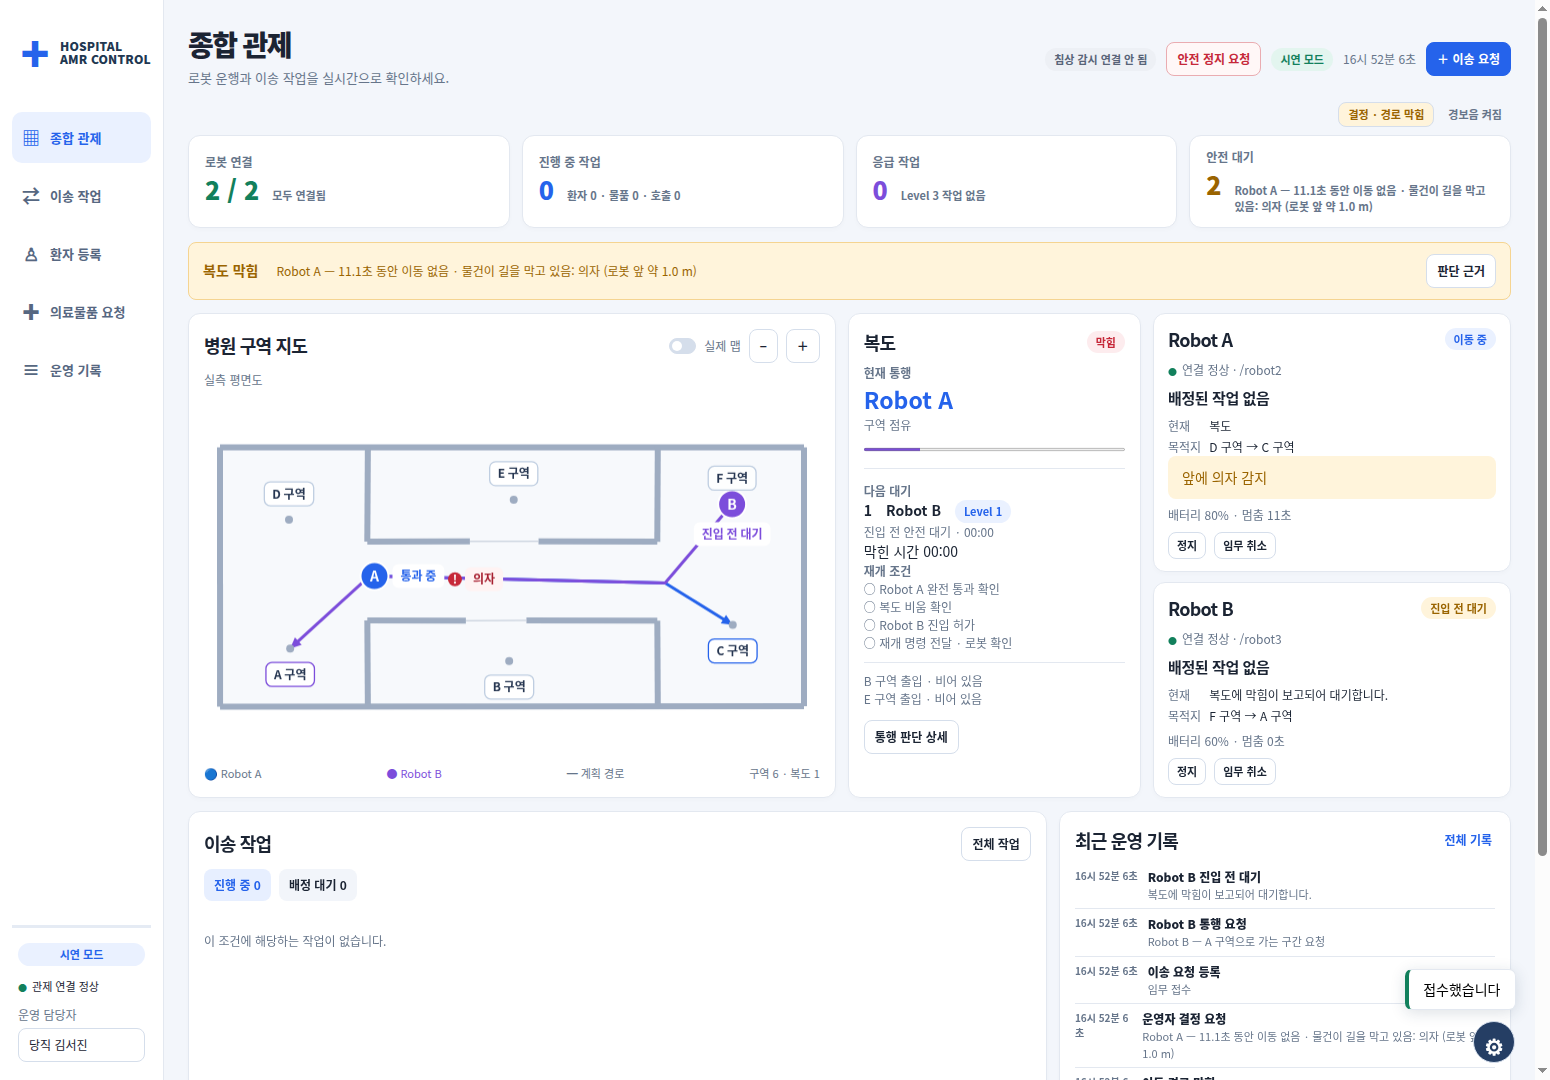 HOSPITAL
AMR CONTROL
종합 관제
이송 작업
환자 등록
의료물품 요청
운영 기록
시연 모드
관제 연결 정상
운영 담당자
당직 김서진
종합 관제
로봇 운행과 이송 작업을 실시간으로 확인하세요.
침상 감시 연결 안 됨
안전 정지 요청
시연 모드
16시 52분 6초
+ 이송 요청
결정 · 경로 막힘
경보음 켜짐
로봇 연결
2 / 2 모두 연결됨
진행 중 작업
0 환자 0 · 물품 0 · 호출 0
응급 작업
0 Level 3 작업 없음
안전 대기
2 Robot A — 11.1초 동안 이동 없음 · 물건이 길을 막고
있음: 의자 (로봇 앞 약 1.0 m)
복도 막힘 Robot A — 11.1초 동안 이동 없음 · 물건이 길을 막고 있음: 의자 (로봇 앞 약 1.0 m)
판단 근거
병원 구역 지도
실제 맵
–
+
실측 평면도
D 구역
E 구역
F 구역
B
진입 전 대기
A
통과 중
!
의자
A 구역
B 구역
C 구역
Robot A
Robot B
— 계획 경로
구역 6 · 복도 1
복도
막힘
현재 통행
Robot A
구역 점유
다음 대기
1 Robot B Level 1
진입 전 안전 대기 · 00:00
막힌 시간 00:00
재개 조건
○ Robot A 완전 통과 확인
○ 복도 비움 확인
○ Robot B 진입 허가
○ 재개 명령 전달 · 로봇 확인
B 구역 출입 · 비어 있음
E 구역 출입 · 비어 있음
통행 판단 상세
Robot A
이동 중
연결 정상 · /robot2
배정된 작업 없음
현재 복도
목적지 D 구역 → C 구역
앞에 의자 감지
배터리 80% · 멈춤 11초
정지
임무 취소
Robot B
진입 전 대기
연결 정상 · /robot3
배정된 작업 없음
현재 복도에 막힘이 보고되어 대기합니다.
목적지 F 구역 → A 구역
배터리 60% · 멈춤 0초
정지
임무 취소
이송 작업
전체 작업
진행 중 0
배정 대기 0
이 조건에 해당하는 작업이 없습니다.
최근 운영 기록
전체 기록
16시 52분 6초 Robot B 진입 전 대기
복도에 막힘이 보고되어 대기합니다.
16시 52분 6초 Robot B 통행 요청
Robot B — A 구역으로 가는 구간 요청
16시 52분 6초 이송 요청 등록
임무 접수
16시 52분 6초 운영자 결정 요청
Robot A — 11.1초 동안 이동 없음 · 물건이 길을 막고 있음: 의자 (로봇
1.0 m)
접수했습니다